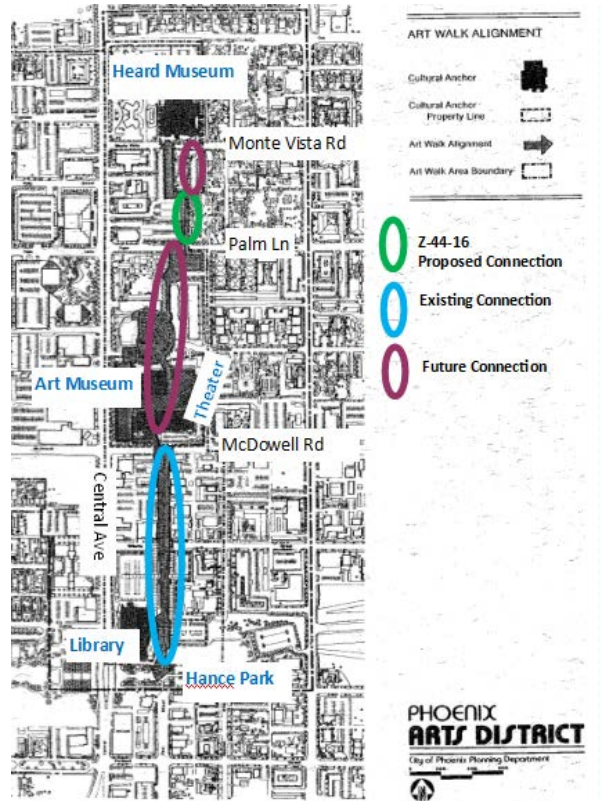 Heard Museum
Monte Vista Rd
Palm Ln
Art Museum
Theater
McDowell Rd
Central Ave
Library
Hance Park
ART WALK ALIGNMENT
Cultural Anchor
Cultural Anchor
Property Line
Art Walk Alignment
Art Walk Area Boundary
Z-44-16
Proposed Connection
Existing Connection
Future Connection
PHOENIX
ARTS DISTRICT
City of Phoenix Planning Department